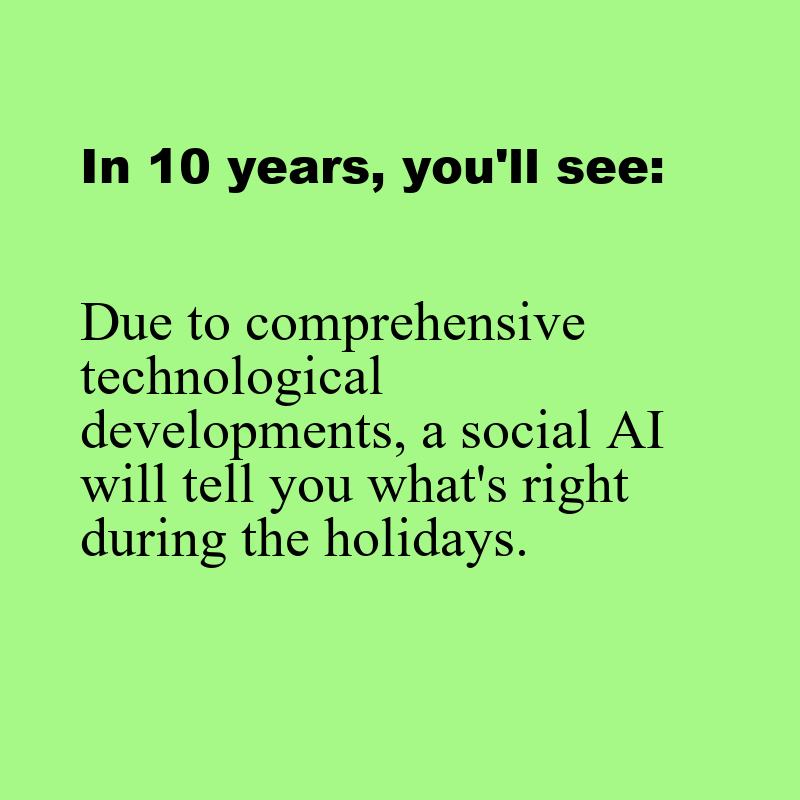 In 10 years, you'll see:
Due to comprehensive
technological
developments, a social AI
will tell you what's right
during the holidays.